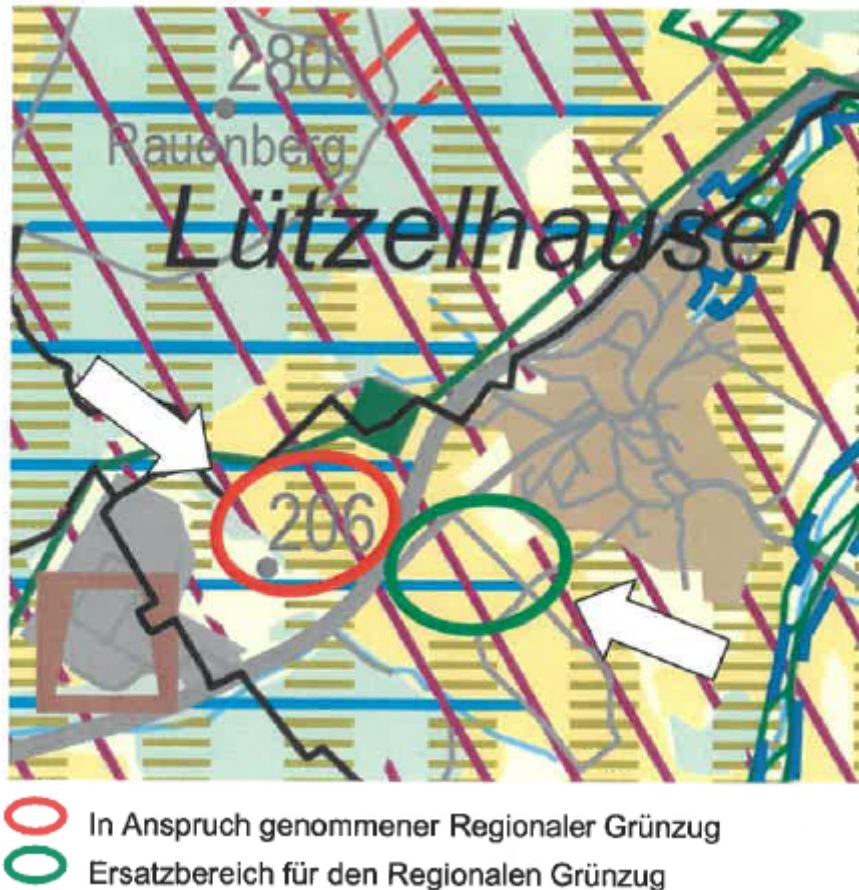 280
Rauenberg
Lützelhausen
206
In Anspruch genommener Regionaler Grünzug
Ersatzbereich für den Regionalen Grünzug